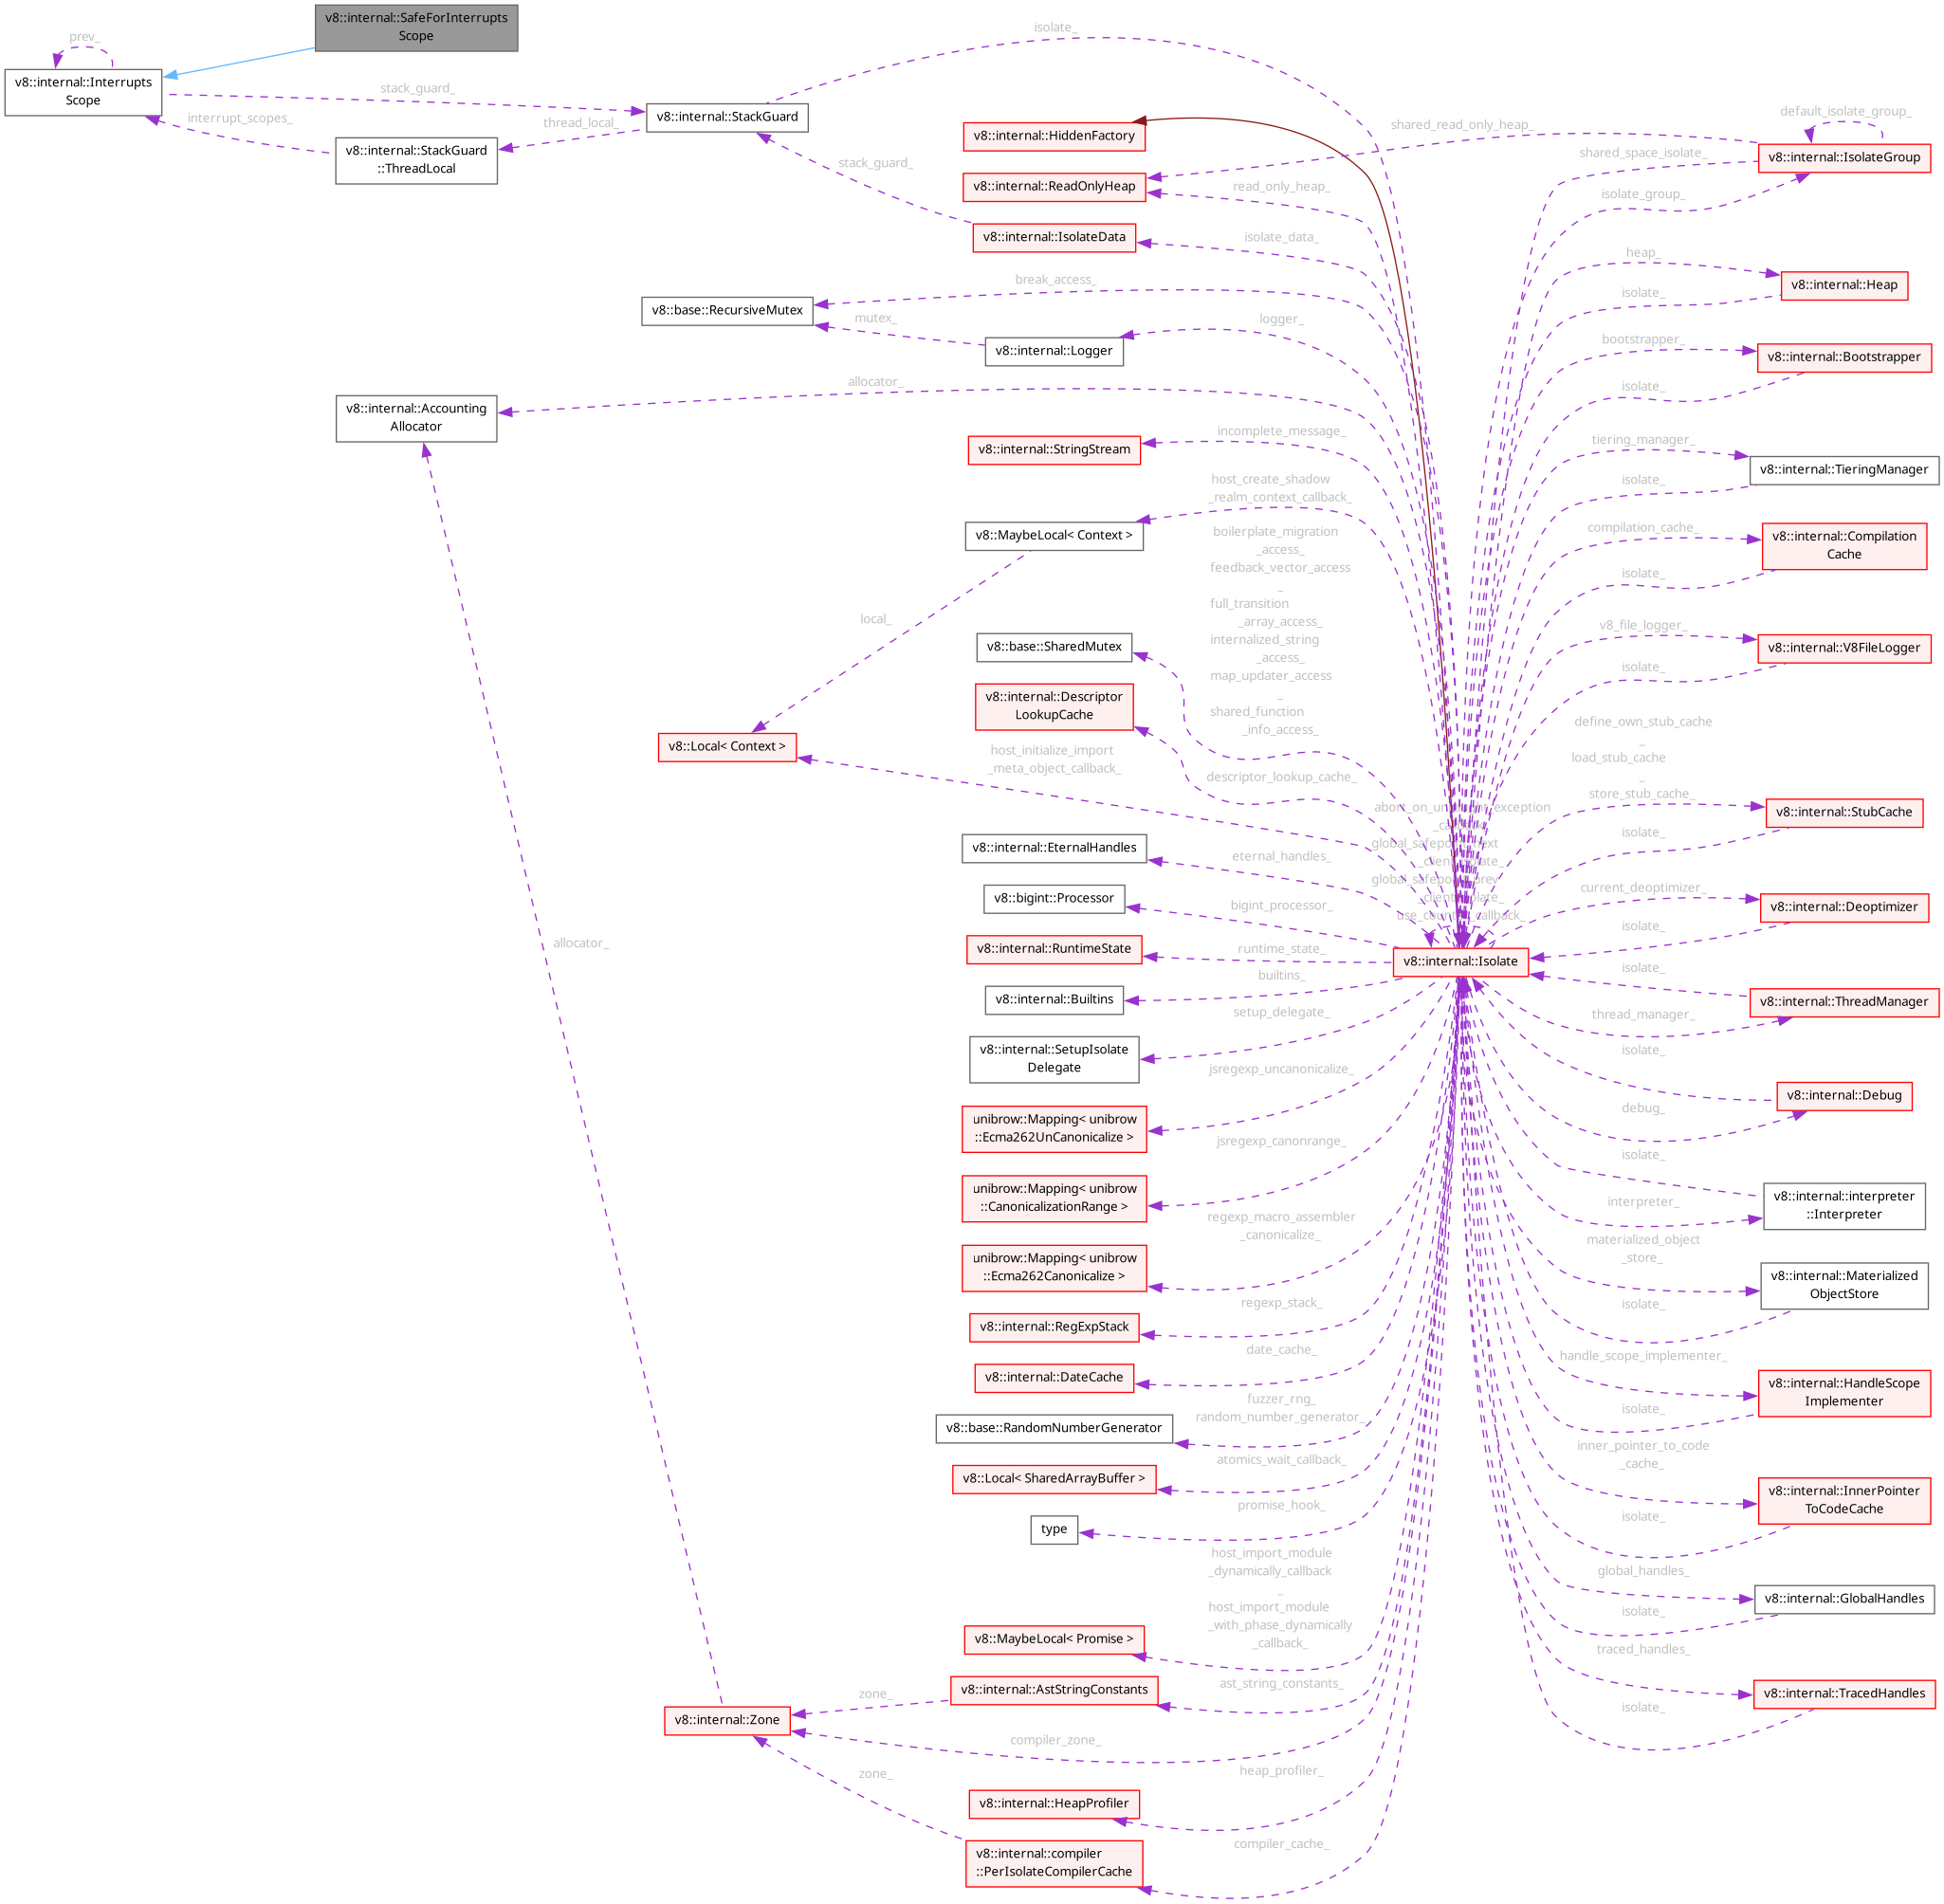 v8::internal::SafeForInterrupts
Scope
prev_
v8::internal::Interrupts
Scope
stack_guard_
interrupt_scopes_
v8::internal::StackGuard
::ThreadLocal
thread_local_
v8::internal::StackGuard
isolate_
v8::internal::HiddenFactory
shared_read_only_heap_
default_isolate_group_
v8::internal::IsolateGroup
shared_space_isolate_
isolate_group_
stack_guard_
v8::internal::ReadOnlyHeap
read_only_heap_
v8::internal::IsolateData
isolate_data_
heap_
v8::internal::Heap
isolate_
break_access_
v8::base::RecursiveMutex
mutex_
v8::internal::Logger
logger_
bootstrapper_
v8::internal::Bootstrapper
isolate_
allocator_
v8::internal::Accounting
Allocator
v8::internal::StringStream
incomplete_message_
tiering_manager_
v8::internal::TieringManager
isolate_
host_create_shadow
_realm_context_callback_
v8::MaybeLocal< Context >
compilation_cache_
v8::internal::Compilation
Cache
isolate_
local_
boilerplate_migration
_access_
feedback_vector_access
_
full_transition
_array_access_
internalized_string
_access_
map_updater_access
_
shared_function
_info_access_
v8::base::SharedMutex
v8_file_logger_
v8::internal::V8FileLogger
isolate_
v8::internal::Descriptor
LookupCache
descriptor_lookup_cache_
v8::Local< Context >
host_initialize_import
_meta_object_callback_
define_own_stub_cache
_
load_stub_cache
_
store_stub_cache_
v8::internal::StubCache
isolate_
v8::internal::EternalHandles
eternal_handles_
v8::bigint::Processor
bigint_processor_
current_deoptimizer_
v8::internal::Deoptimizer
isolate_
v8::internal::RuntimeState
runtime_state_
v8::internal::Isolate
allocator_
v8::internal::Builtins
builtins_
isolate_
v8::internal::ThreadManager
thread_manager_
setup_delegate_
v8::internal::SetupIsolate
Delegate
jsregexp_uncanonicalize_
isolate_
v8::internal::Debug
debug_
unibrow::Mapping< unibrow
::Ecma262UnCanonicalize >
jsregexp_canonrange_
isolate_
unibrow::Mapping< unibrow
::CanonicalizationRange >
interpreter_
v8::internal::interpreter
::Interpreter
regexp_macro_assembler
_canonicalize_
unibrow::Mapping< unibrow
::Ecma262Canonicalize >
materialized_object
_store_
v8::internal::Materialized
ObjectStore
isolate_
regexp_stack_
v8::internal::RegExpStack
date_cache_
v8::internal::DateCache
handle_scope_implementer_
v8::internal::HandleScope
Implementer
isolate_
fuzzer_rng_
random_number_generator_
v8::base::RandomNumberGenerator
atomics_wait_callback_
v8::Local< SharedArrayBuffer >
inner_pointer_to_code
_cache_
v8::internal::InnerPointer
ToCodeCache
isolate_
promise_hook_
type
host_import_module
_dynamically_callback
_
host_import_module
_with_phase_dynamically
_callback_
v8::MaybeLocal< Promise >
global_handles_
v8::internal::GlobalHandles
isolate_
traced_handles_
v8::internal::TracedHandles
isolate_
v8::internal::AstStringConstants
ast_string_constants_
zone_
v8::internal::Zone
compiler_zone_
zone_
v8::internal::HeapProfiler
heap_profiler_
v8::internal::compiler
::PerIsolateCompilerCache
compiler_cache_